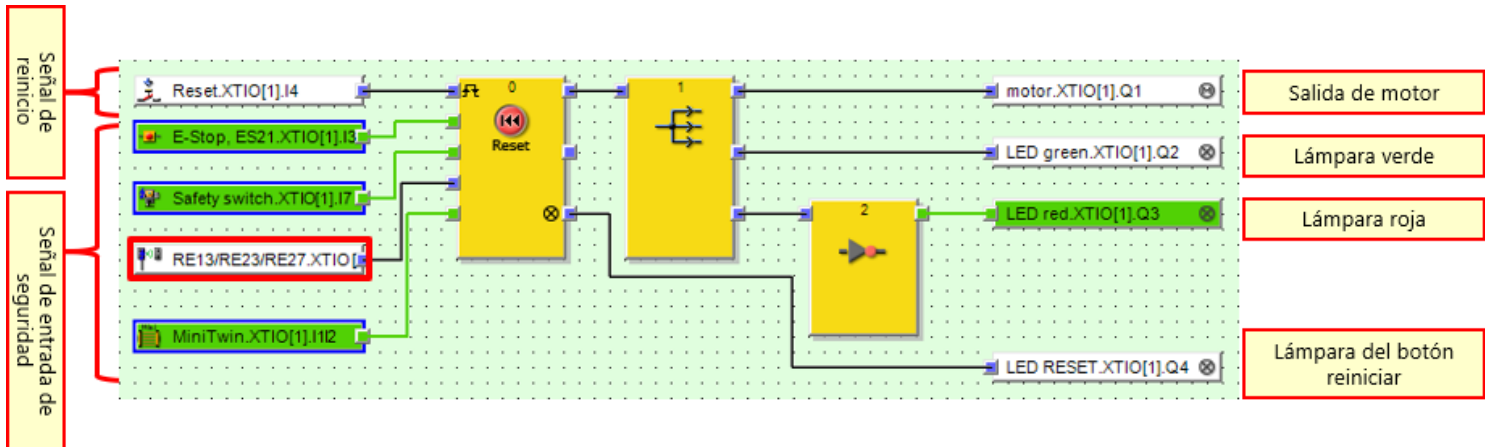 Señal de
reinicio
Señal de entrada de
seguridad
Reset.XTIO[1].I4
E-Stop, ES21.XTIO[1].I3
Safety switch.XTIO[1].I7
RE13/RE23/RE27.XTIO[
MiniTwin.XTIO[1].I1I2
0
Reset
1
2
motor.XTIO[1].Q1
LED green.XTIO[1].Q2
LED red.XTIO[1].Q3
LED RESET.XTIO[1].Q4
Salida de motor
Lámpara verde
Lámpara roja
Lámpara del botón
reiniciar